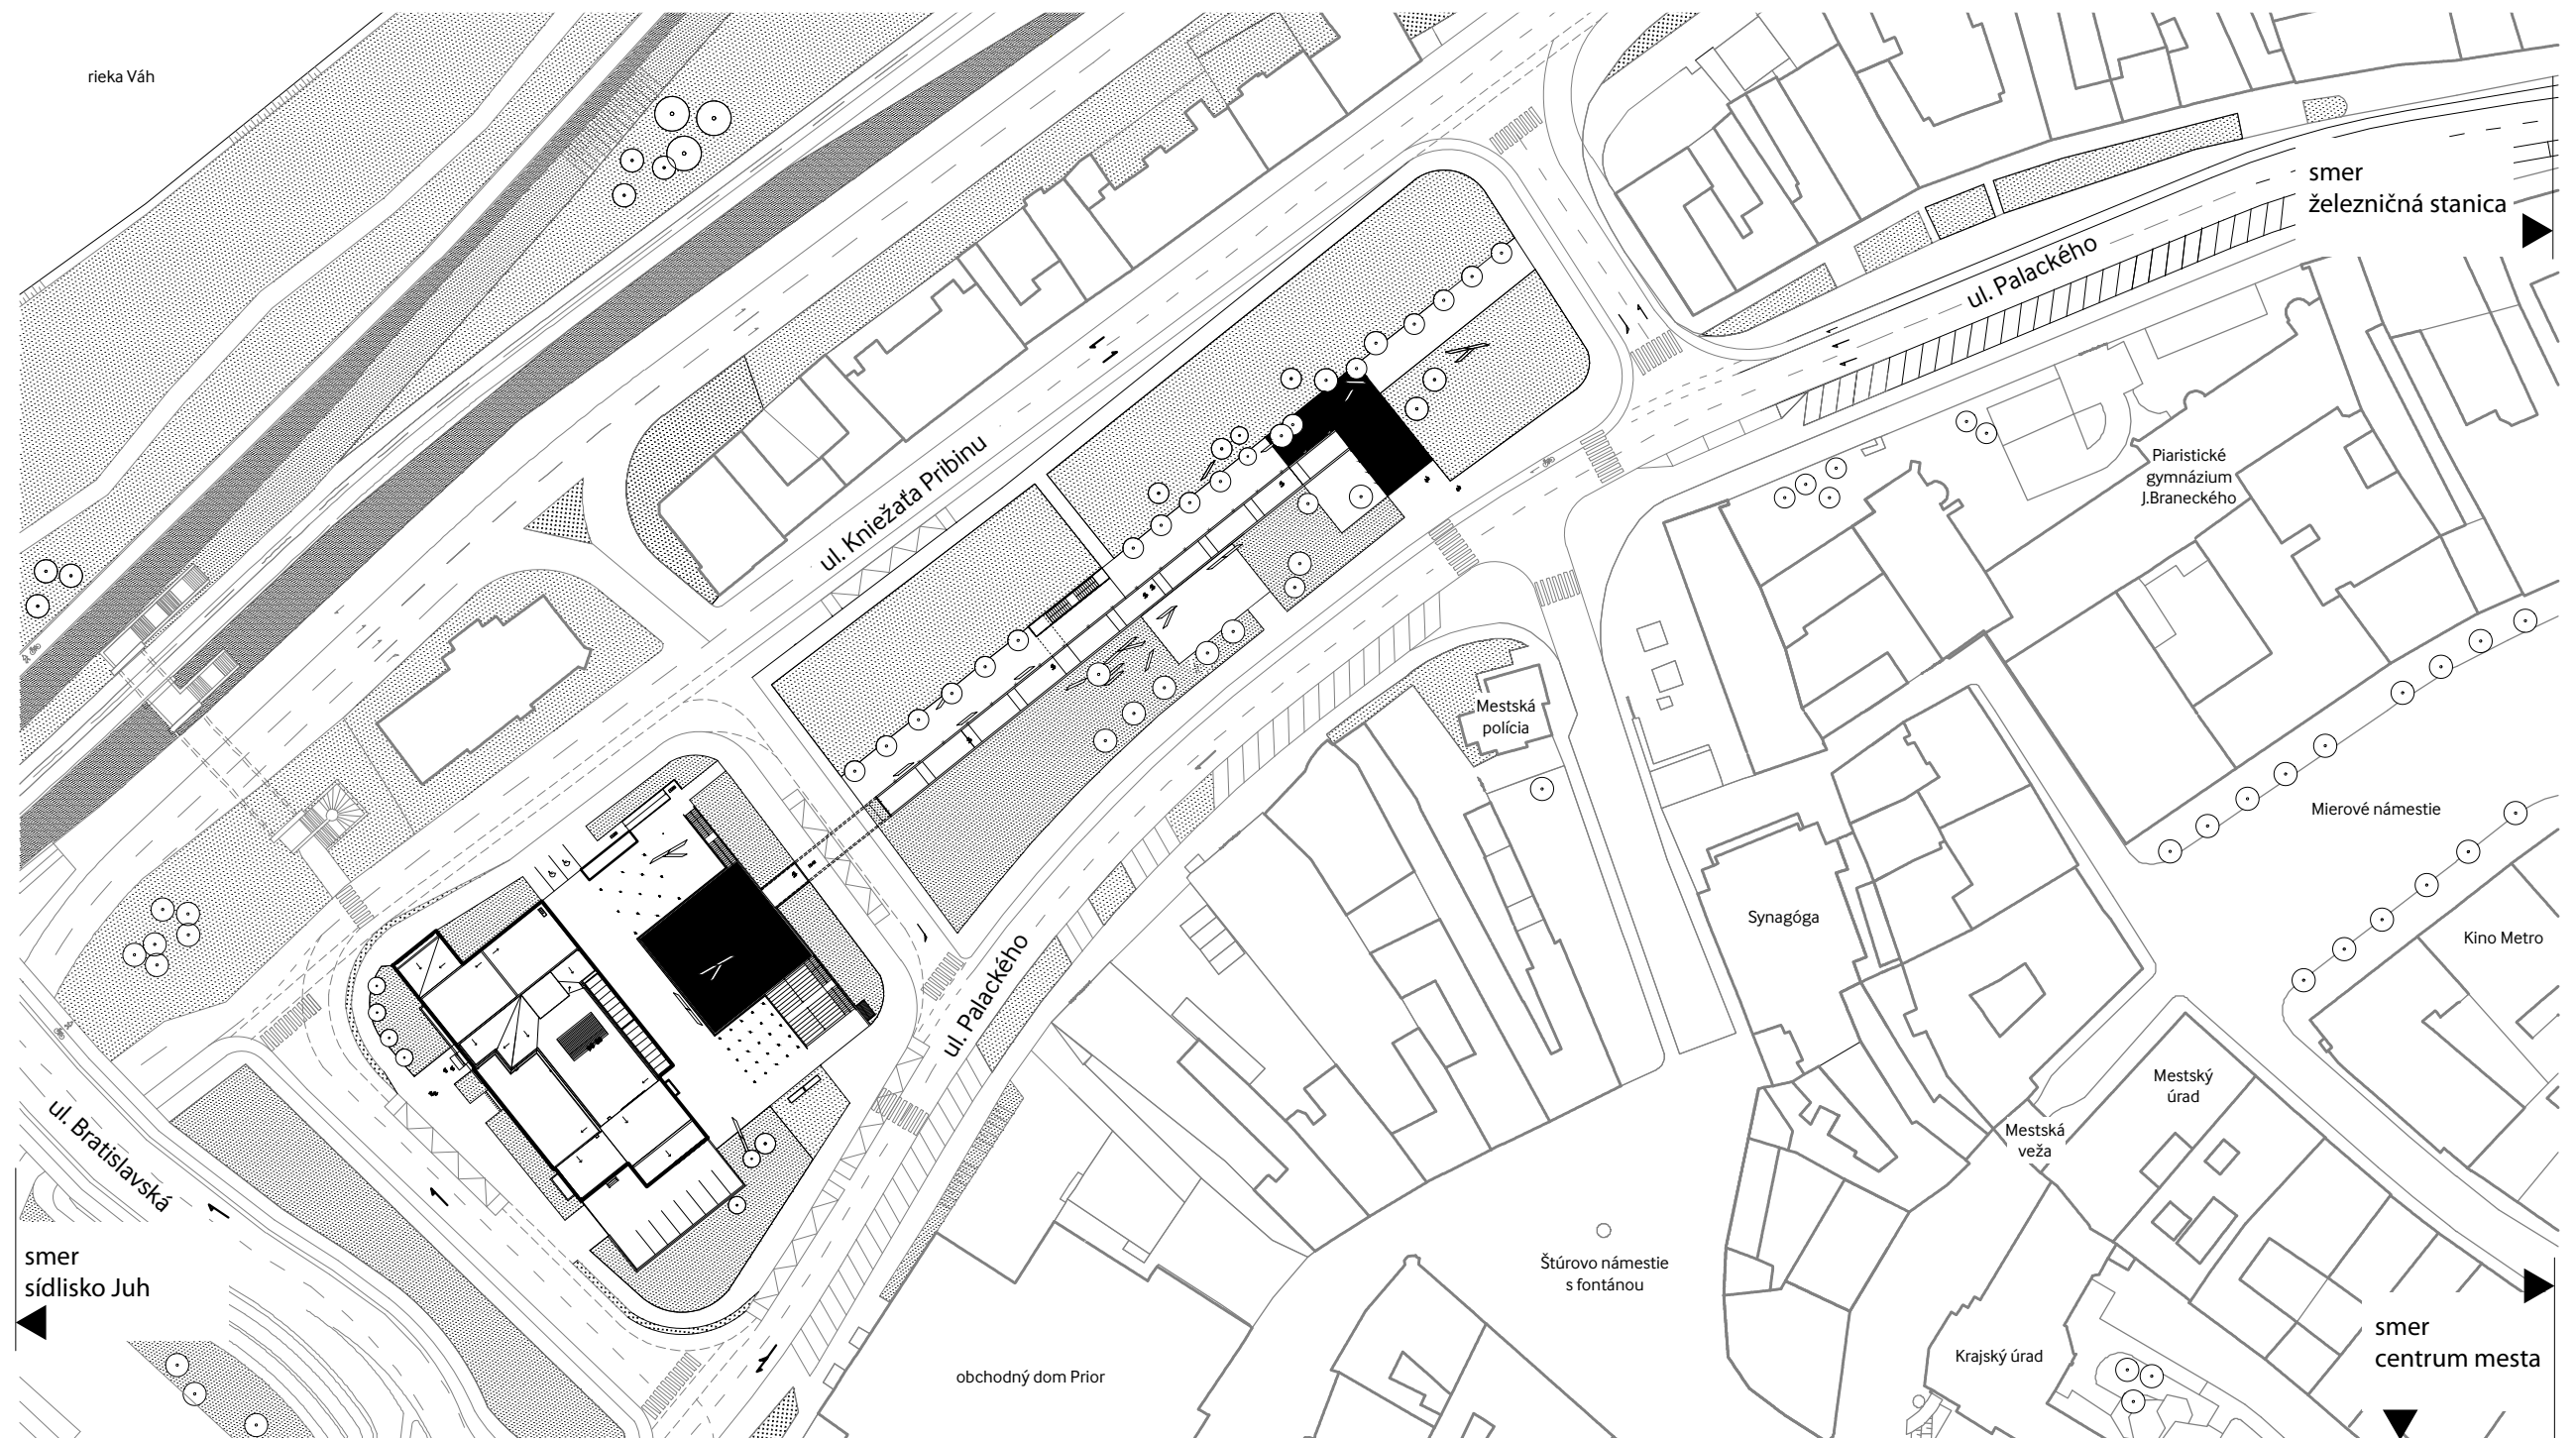 rieka Váh
smer
železničná stanica
ul. Palackého
ul. Kniežaťa Pribinu
Piaristické
gymnázium
J.Braneckého
Mestská
polícia
Mierové námestie
Synagóga
Kino Metro
ul. Palackého
Mestský
úrad
ul. Bratislavská
Mestská
veža
smer
sídlisko Juh
Štúrovo námestie
s fontánou
smer
centrum mesta
Krajský úrad
obchodný dom Prior